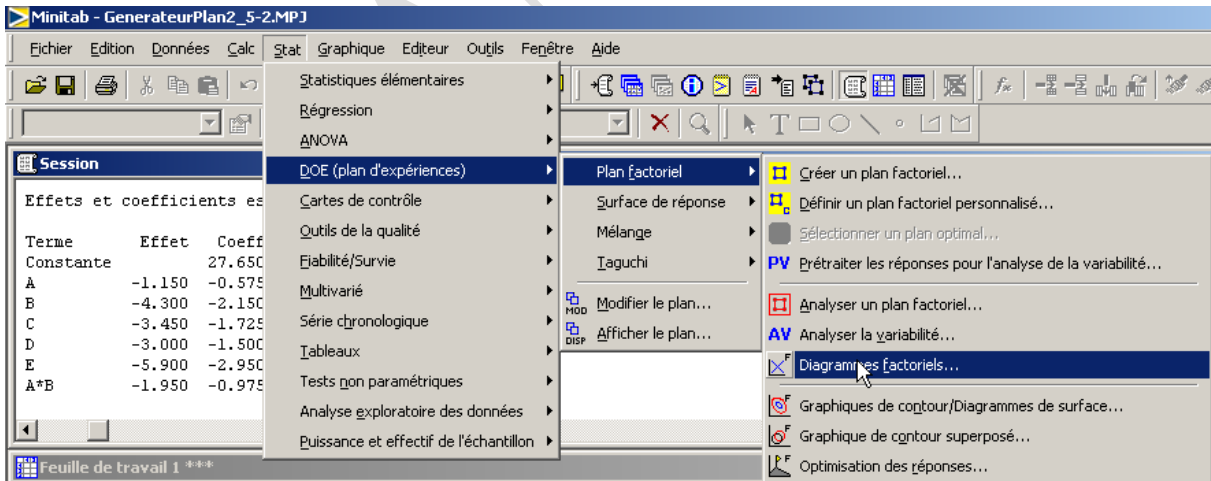 Minitab - GenerateurPlan2_5-2.MPJ
Fichier Edition Données Calc Stat Graphique Editeur Outils Fenêtre Aide
Session
Effets et coefficients es
Terme Effet Coeff
Constante 27.650
A -1.150 -0.575
B -4.300 -2.150
C -3.450 -1.725
D -3.000 -1.500
E -5.900 -2.950
A*B -1.950 -0.975
Feuille de travail 1 ***
Statistiques élémentaires
Régression
ANOVA
DOE (plan d'expériences)
Cartes de contrôle
Outils de la qualité
Fiabilité/Survie
Multivarié
Série chronologique
Tableaux
Tests non paramétriques
Analyse exploratoire des données
Puissance et effectif de l'échantillon
Plan factoriel
Surface de réponse
Mélange
Taguchi
MOD Modifier le plan...
DISP Afficher le plan...
Créer un plan factoriel...
Définir un plan factoriel personnalisé...
Sélectionner un plan optimal...
PV Prétraiter les réponses pour l'analyse de la variabilité...
Analyser un plan factoriel...
AV Analyser la variabilité...
Diagrammes factoriels...
Graphiques de contour/Diagrammes de surface...
Graphique de contour superposé...
Optimisation des réponses...